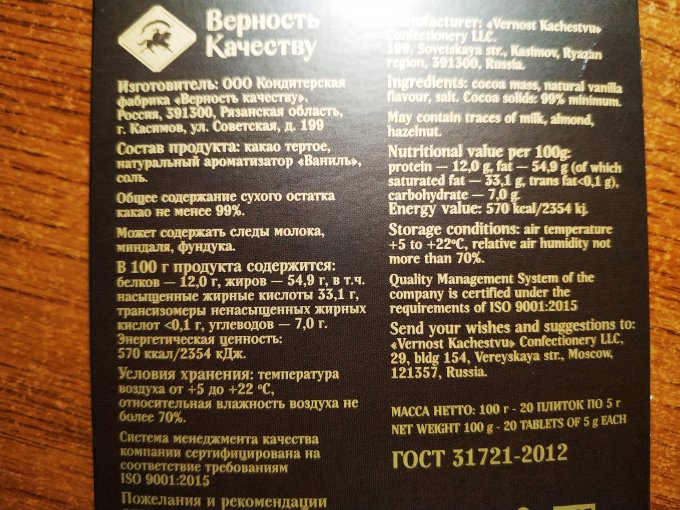 Верность
Качеству
Изготовитель: ООО Кондитерская
фабрика «Верность качеству».
Россия, 391300, Рязанская область,
г. Касимов, ул. Советская, д. 199
Состав продукта: какао тертое,
натуральный ароматизатор «Ваниль»,
соль.
Общее содержание сухого остатка
какао не менее 99%.
Может содержать следы молока,
миндаля, фундука.
В 100 г продукта содержится:
белков — 12,0 г, жиров — 54,9 г, в т.ч.
насыщенные жирные кислоты 33,1 г,
трансизомеры ненасыщенных жирных
кислот <0,1 г, углеводов — 7,0 г.
Энергетическая ценность:
570 ккал/2354 кДж.
Условия хранения: температура
воздуха от +5 до +22 °С,
относительная влажность воздуха не
более 70%.
Система менеджмента качества
компании сертифицирована на
соответствие требованиям
ISO 9001:2015
Пожелания и рекомендации
Manufacturer: «Vernost Kachestvu»
Confectionery LLC.
199, Sovetskaya str., Kasimov, Ryazan
region, 391300, Russia.
Ingredients: cocoa mass, natural vanilla
flavour, salt. Cocoa solids: 99% minimum.
May contain traces of milk, almond,
hazelnut.
Nutritional value per 100g:
protein — 12,0 g, fat — 54,9 g (of which
saturated fat — 33,1 g, trans fat<0,1 g),
carbohydrate — 7,0 g.
Energy value: 570 kcal/2354 kj.
Storage conditions: air temperature
+5 to +22°C, relative air humidity not
more than 70%.
Quality Management System of the
company is certified under the
requirements of ISO 9001:2015
Send your wishes and suggestions to:
«Vernost Kachestvu» Confectionery LLC,
29, bldg 154, Vereyskaya str., Moscow,
121357, Russia.
МАССА НЕТТО: 100 г - 20 ПЛИТОК ПО 5 г
NET WEIGHT 100 g - 20 TABLETS OF 5 g EACH
ГОСТ 31721-2012